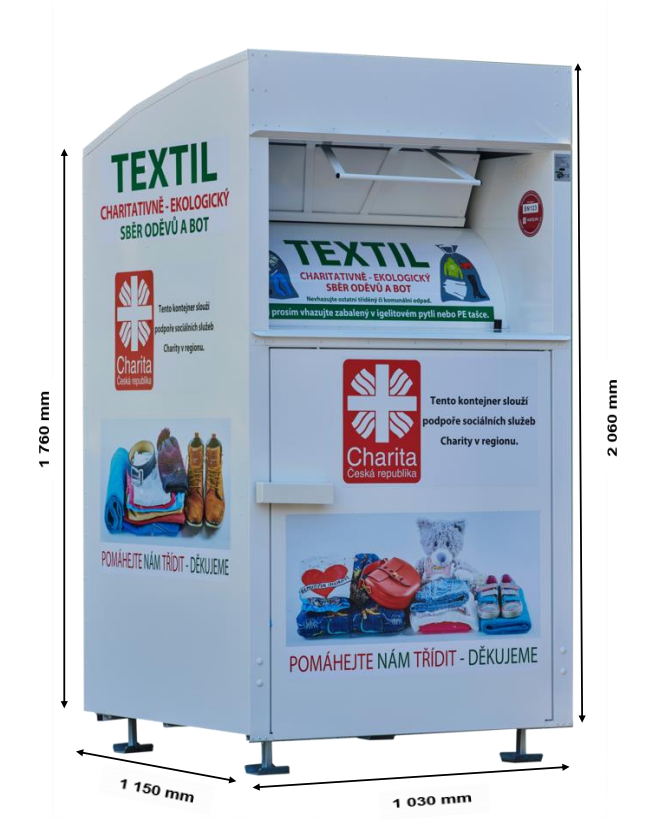 TEXTIL
CHARITATIVNĚ - EKOLOGICKÝ
SBĚR ODĚVŮ A BOT
Charita
Česká republika
Tento kontejner slouží
podpoře sociálních služeb
Charity v regionu.
POMÁHEJTE NÁM TŘÍDIT - DĚKUJEME
TEXTIL
CHARITATIVNĚ - EKOLOGICKÝ
SBĚR ODĚVŮ A BOT
Nevhazujte ostatní tříděný či komunální odpad.
prosím vhazujte zabalený v igelitovém pytli nebo PE tašce.
Charita
Česká republika
Tento kontejner slouží
podpoře sociálních služeb
Charity v regionu.
POMÁHEJTE NÁM TŘÍDIT - DĚKUJEME
1 760 mm
2 060 mm
1 150 mm
1 030 mm